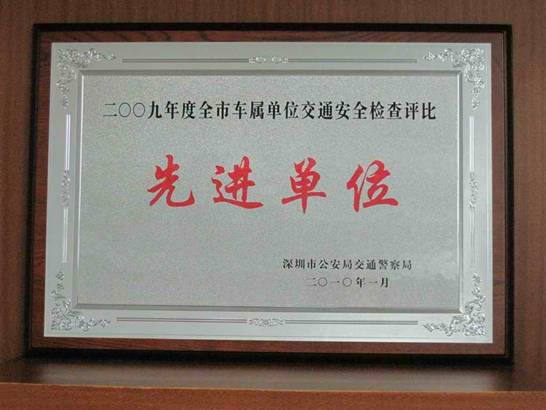 二〇〇九年度全市车属单位交通安全检查评比
先进单位
深圳市公安局交通警察局
二〇一〇年一月